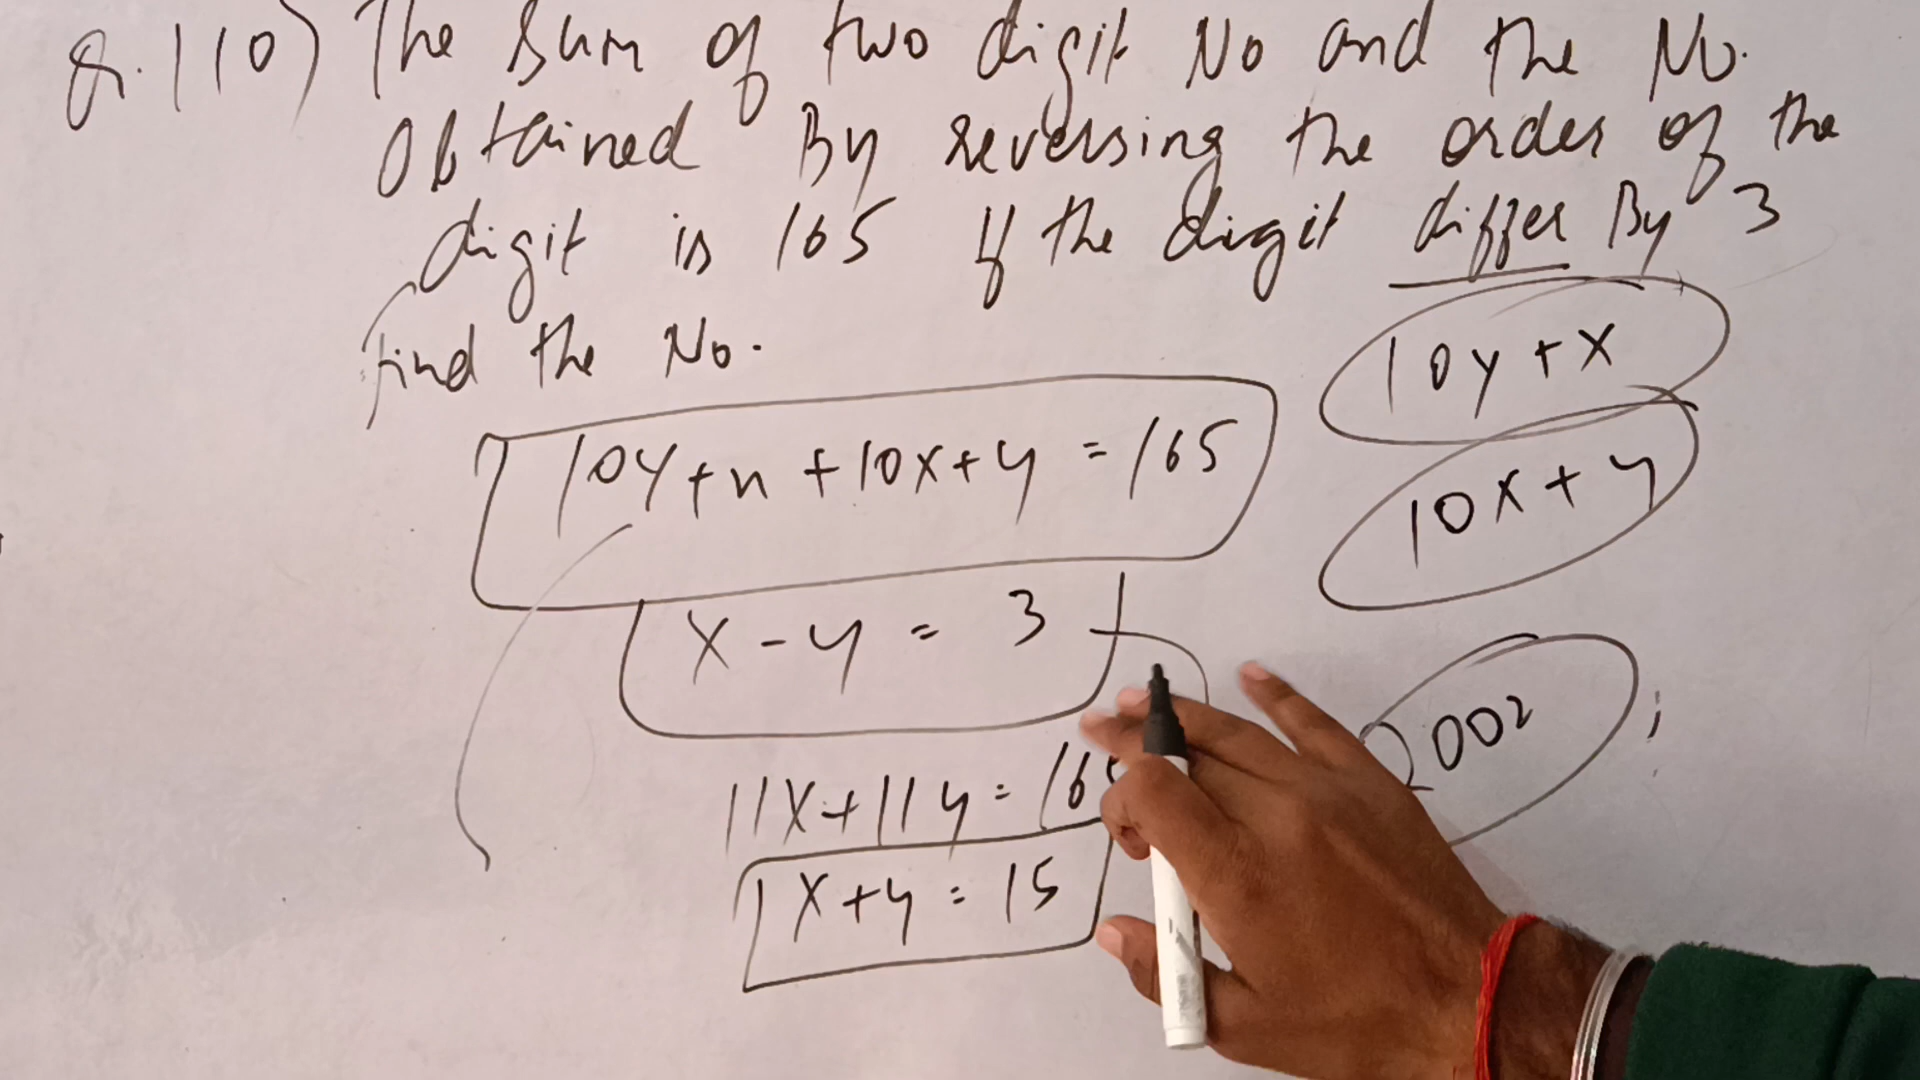 Q.110) The Sum of two digit No and the No.
Obtained By reversing the order of the
digit is 165 If the digit differ By 3
find the No.
10y+x
10y+x+10x+y=165
10x+y
x-y=3
2002;
11x+11y=165
x+y=15